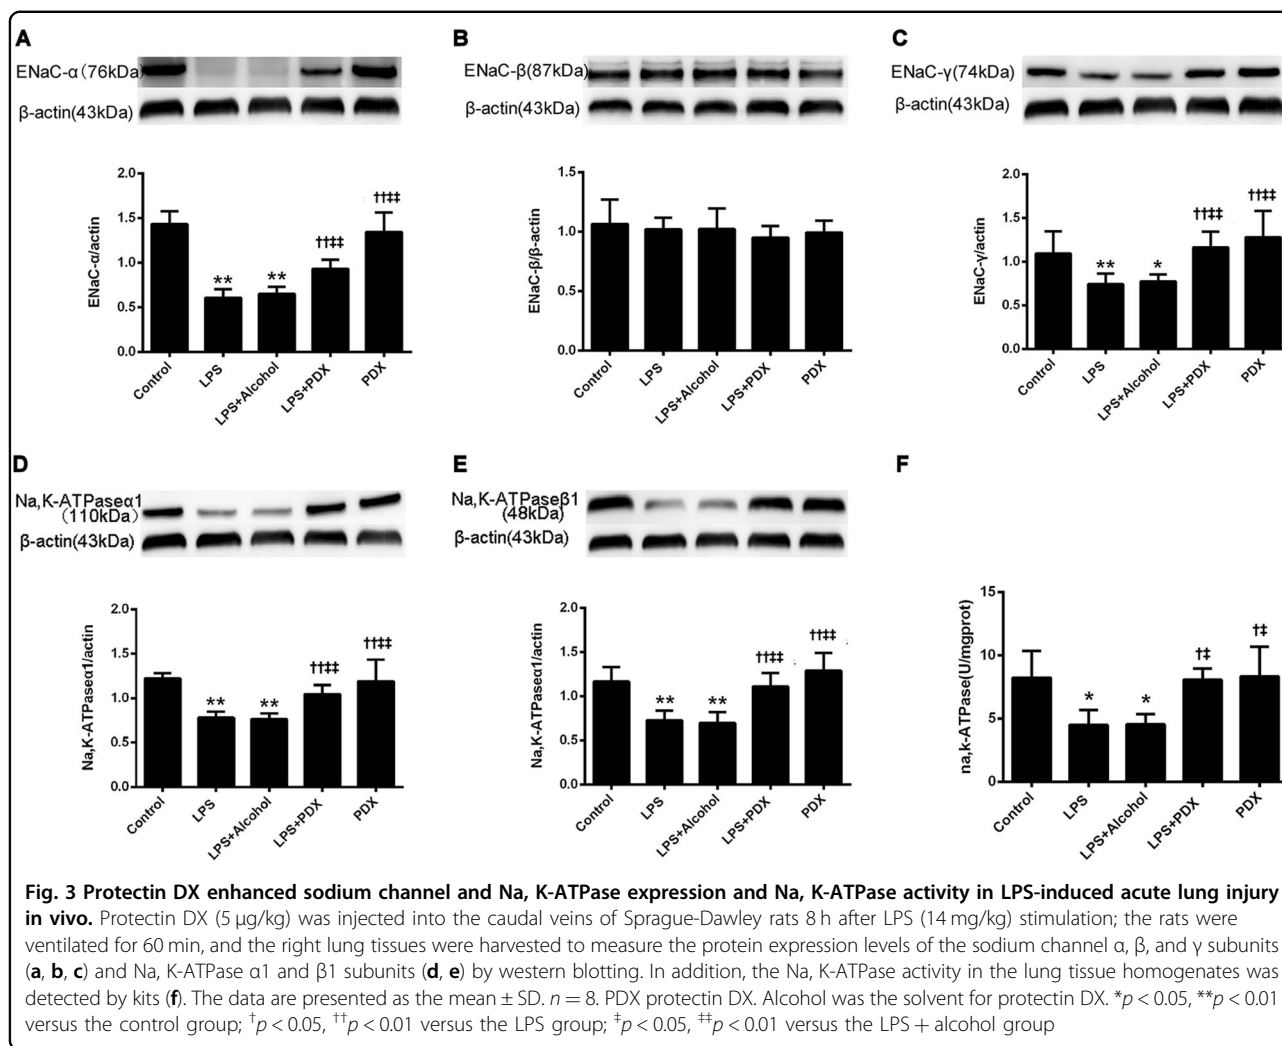 A
ENaC-α(76kDa)
β-actin(43kDa)
ENaC-α/actin
2.0
1.5
1.0
0.5
0.0
**
**
††‡‡
††‡‡
Control
LPS
LPS+Alcohol
LPS+PDX
PDX
B
ENaC-β(87kDa)
β-actin(43kDa)
ENaC-β/β-actin
1.5
1.0
0.5
0.0
Control
LPS
LPS+Alcohol
LPS+PDX
PDX
C
ENaC-γ(74kDa)
β-actin(43kDa)
ENaC-γ/actin
2.0
1.5
1.0
0.5
0.0
**
*
††‡‡
††‡‡
Control
LPS
LPS+Alcohol
LPS+PDX
PDX
D
Na,K-ATPaseα1
(110kDa)
β-actin(43kDa)
Na,K-ATPaseα1/actin
2.0
1.5
1.0
0.5
0.0
**
**
††‡‡
††‡‡
Control
LPS
LPS+Alcohol
LPS+PDX
PDX
E
Na,K-ATPaseβ1
(48kDa)
β-actin(43kDa)
Na,K-ATPaseα1/actin
2.0
1.5
1.0
0.5
0.0
**
**
††‡‡
††‡‡
Control
LPS
LPS+Alcohol
LPS+PDX
PDX
F
na,k-ATPase(U/mgprot)
15
10
5
0
*
*
†‡
†‡
Control
LPS
LPS+Alcohol
LPS+PDX
PDX
Fig. 3 Protectin DX enhanced sodium channel and Na, K-ATPase expression and Na, K-ATPase activity in LPS-induced acute lung injury
in vivo. Protectin DX (5 µg/kg) was injected into the caudal veins of Sprague-Dawley rats 8 h after LPS (14 mg/kg) stimulation; the rats were
ventilated for 60 min, and the right lung tissues were harvested to measure the protein expression levels of the sodium channel α, β, and γ subunits
(a, b, c) and Na, K-ATPase α1 and β1 subunits (d, e) by western blotting. In addition, the Na, K-ATPase activity in the lung tissue homogenates was
detected by kits (f). The data are presented as the mean ± SD. n = 8. PDX protectin DX. Alcohol was the solvent for protectin DX. *p < 0.05, **p < 0.01
versus the control group; †p < 0.05, ††p < 0.01 versus the LPS group; ‡p < 0.05, ‡‡p < 0.01 versus the LPS + alcohol group